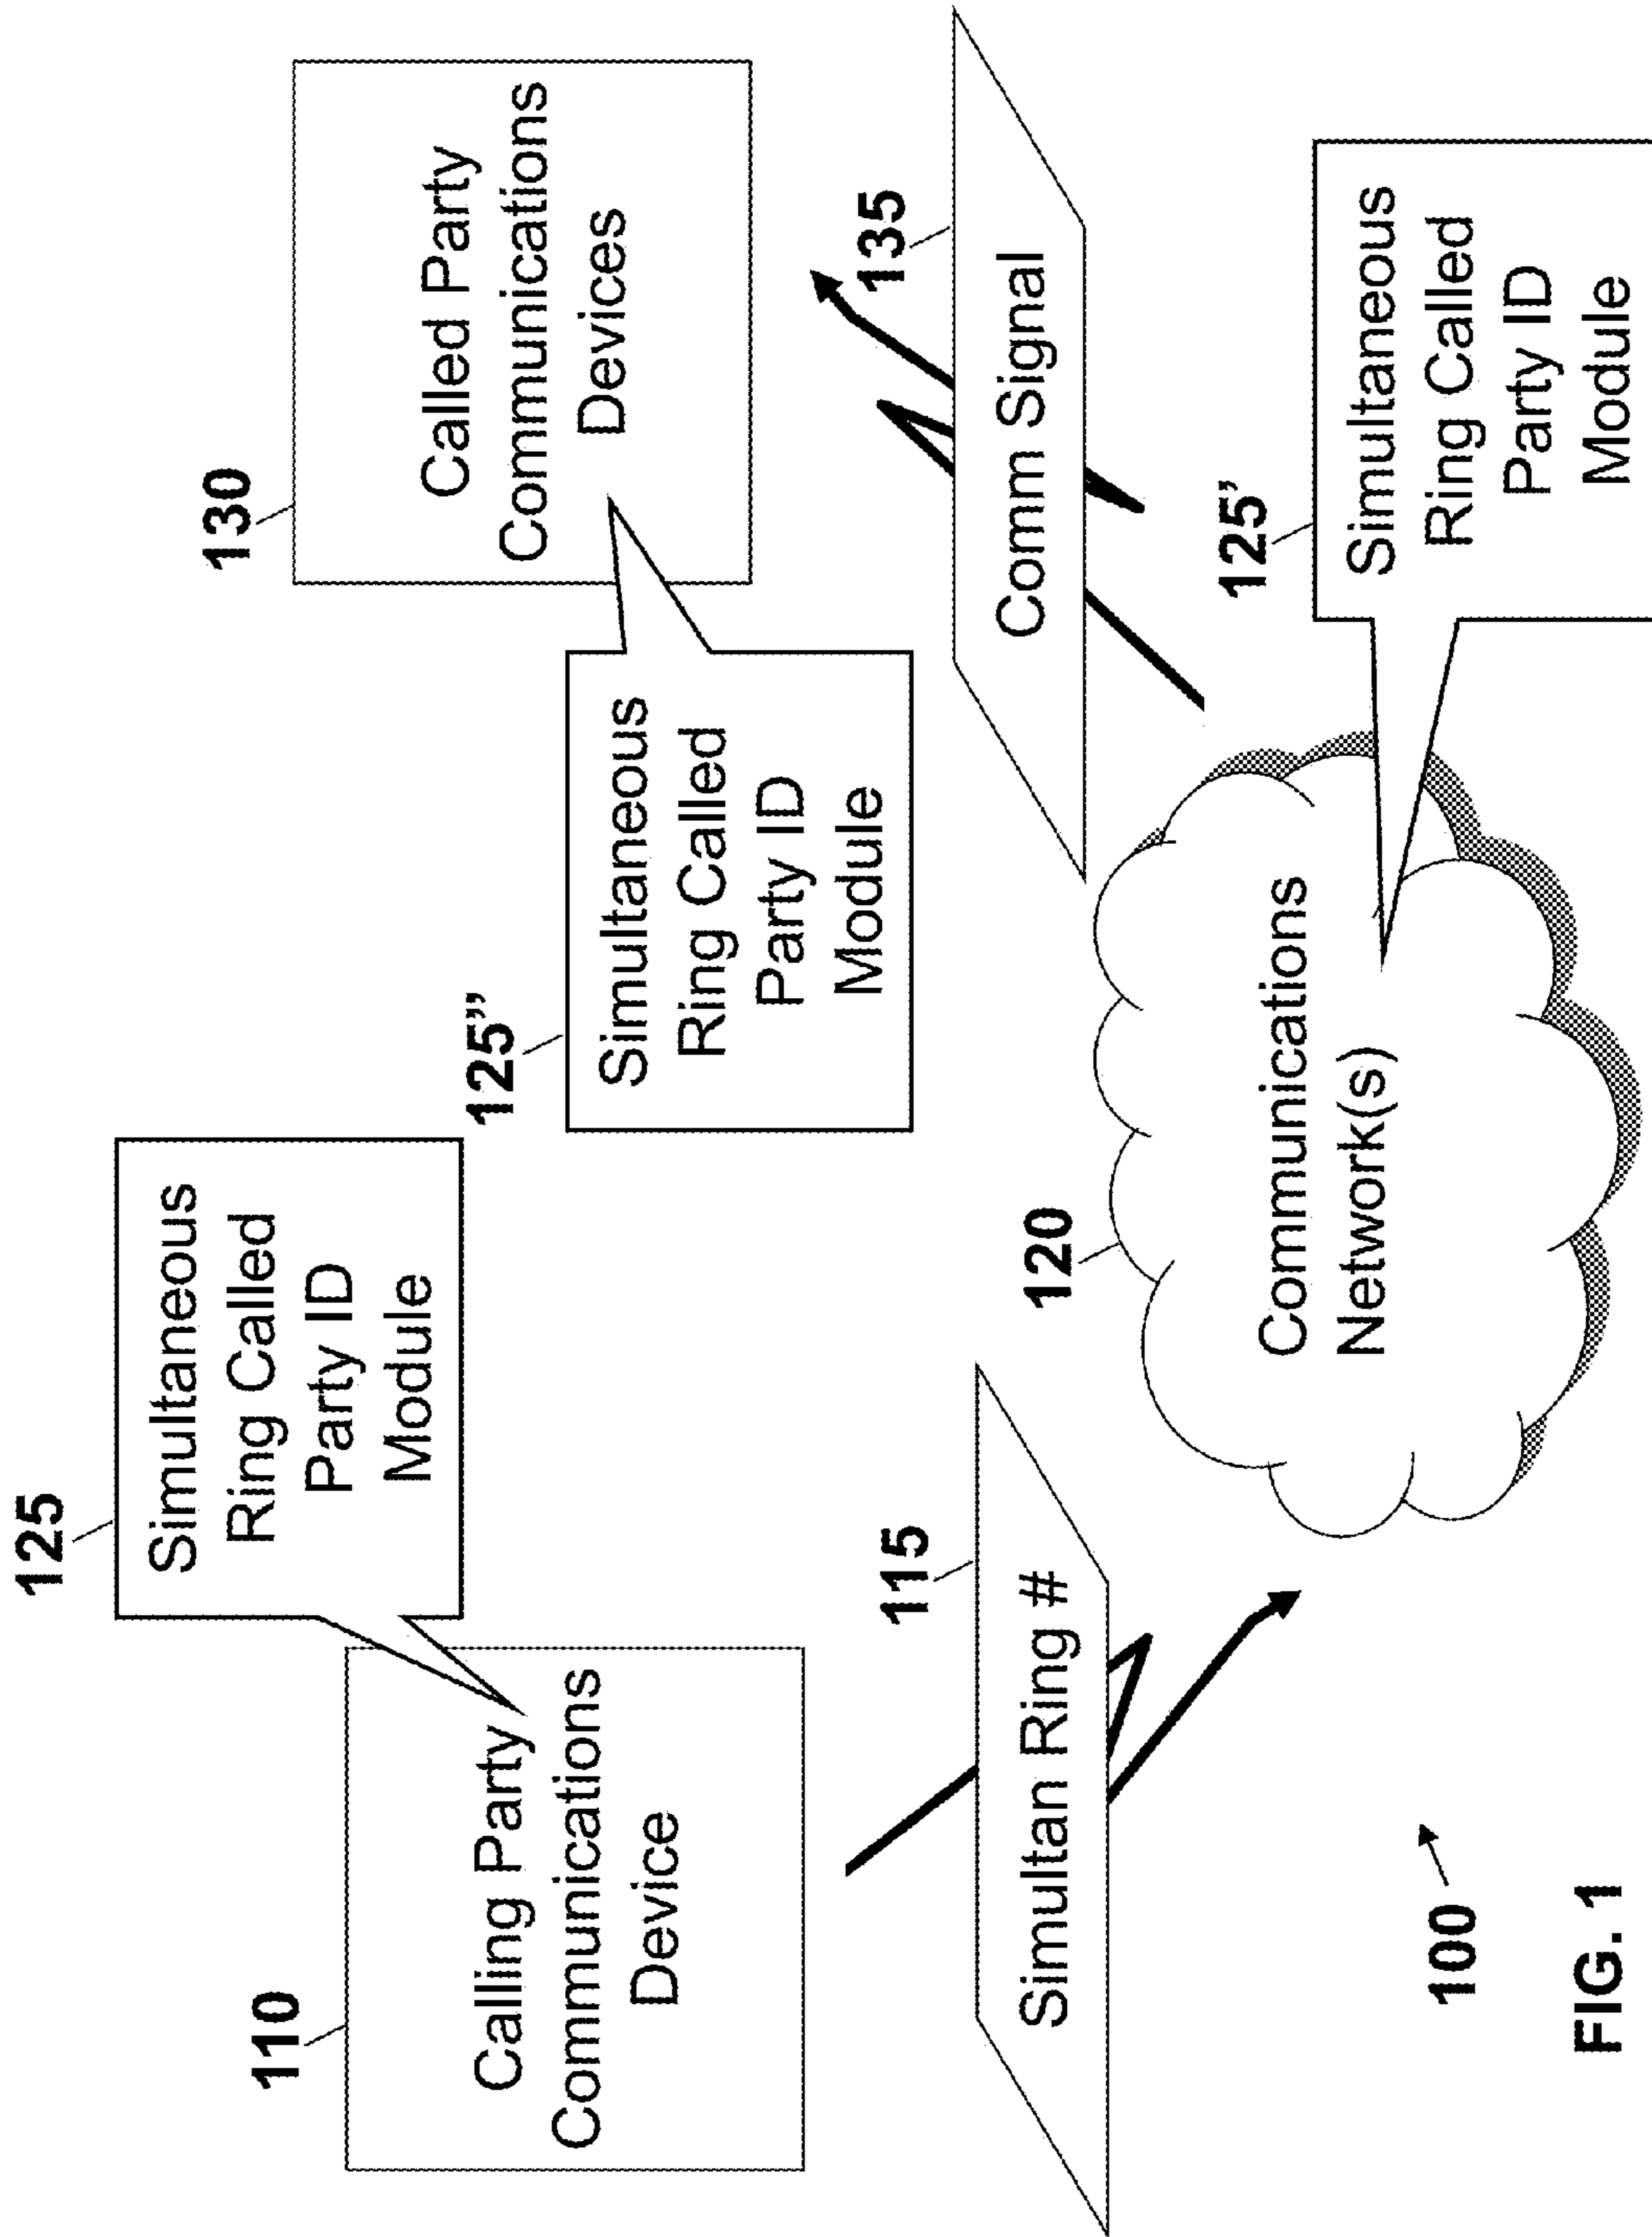 125
Simultaneous
Ring Called
Party ID
Module
110
Calling Party
Communications
Device
130
Called Party
Communications
Devices
125”
Simultaneous
Ring Called
Party ID
Module
115
Simultan Ring #
135
Comm Signal
120
Communications
Network(s)
125’
Simultaneous
Ring Called
Party ID
Module
100
FIG. 1